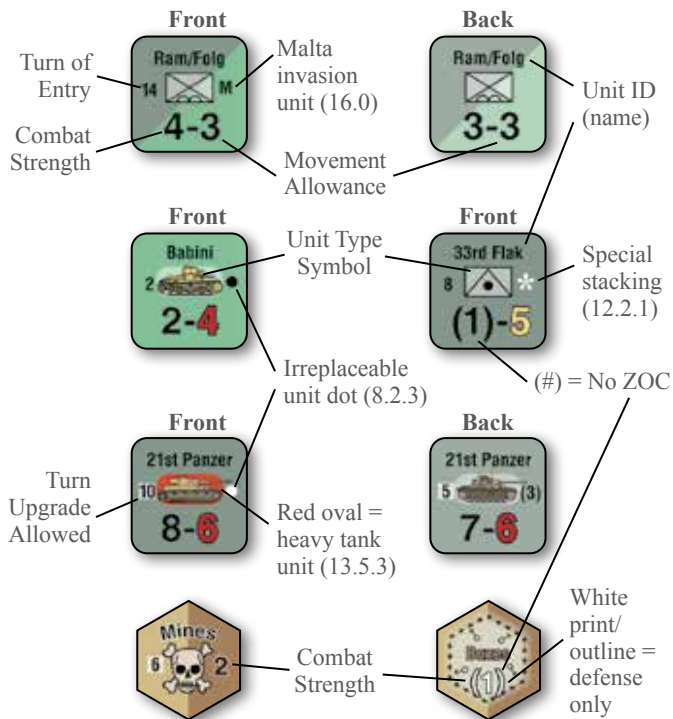 Front
Back
Turn of
Entry
Ram/Folg
14
M
4-3
Malta
invasion
unit (16.0)
Ram/Folg
3-3
Unit ID
(name)
Combat
Strength
Movement
Allowance
Front
Front
Babini
2
2-4
Unit Type
Symbol
33rd Flak
8
*
(1)-5
Special
stacking
(12.2.1)
Irreplaceable
unit dot (8.2.3)
(#) = No ZOC
Front
Back
Turn
Upgrade
Allowed
21st Panzer
10
8-6
Red oval =
heavy tank
unit (13.5.3)
21st Panzer
5
(3)
7-6
Mines
6
2
Combat
Strength
(1)
White
print/
outline =
defense
only